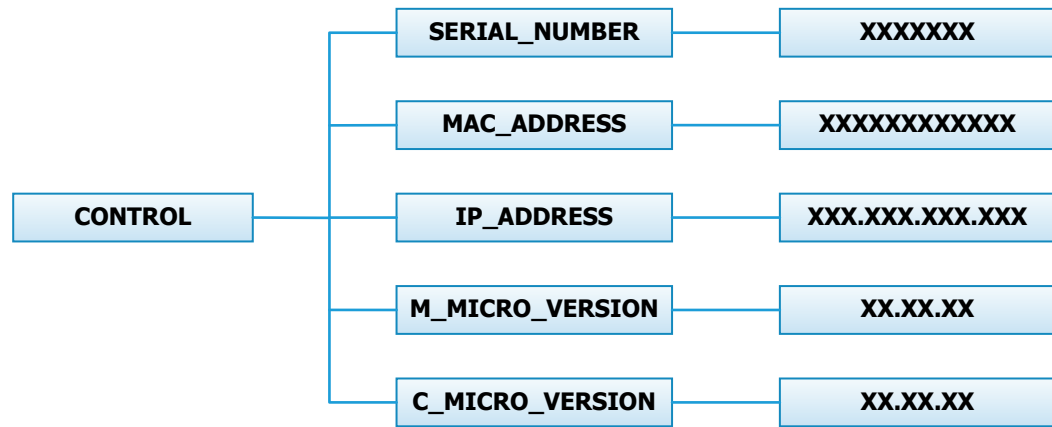 SERIAL_NUMBER XXXXXXX
MAC_ADDRESS XXXXXXXXXXXX
CONTROL IP_ADDRESS XXX.XXX.XXX.XXX
M_MICRO_VERSION XX.XX.XX
C_MICRO_VERSION XX.XX.XX